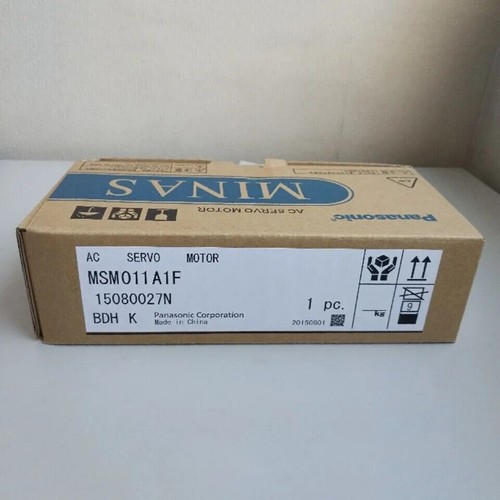 MINAS
AC SERVO MOTOR
Panasonic
AC SERVO MOTOR
MSM011A1F
15080027N
1 pc.
BDH K
Panasonic Corporation
Made in China
20150801
9
kg